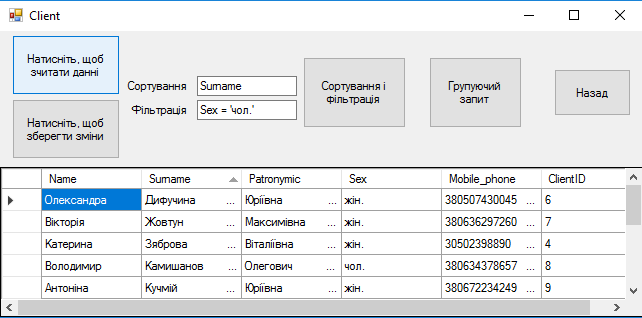 Client
Натисніть, щоб
зчитати данні
Натисніть, щоб
зберегти зміни
Сортування
Surname
Фільтрація
Sex = 'чол.'
Сортування і
фільтрація
Групуючий
запит
Назад
Name Surname Patronymic Sex Mobile_phone ClientID
Олександра Дифучина ... Юріївна ... жін. 380507430045 ... 6
Вікторія Жовтун ... Максимівна ... жін. 380636297260 ... 7
Катерина Зяброва ... Віталіївна ... жін. 30502398890 ... 4
Володимир Камишанов ... Олегович ... чол. 380634378657 ... 8
Антоніна Кучмій ... Юріївна ... жін. 380672234249 ... 9